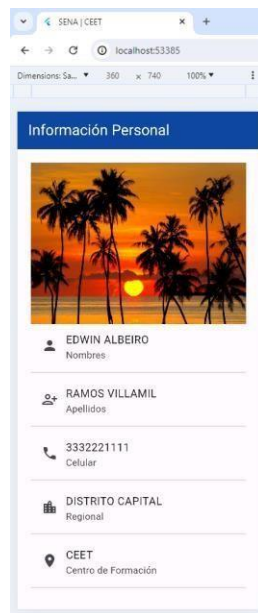 SENA | CEET
localhost:53385
Dimensions: Sa... 360 x 740 100%
Información Personal
EDWIN ALBEIRO
Nombres
RAMOS VILLAMIL
Apellidos
3332221111
Celular
DISTRITO CAPITAL
Regional
CEET
Centro de Formación